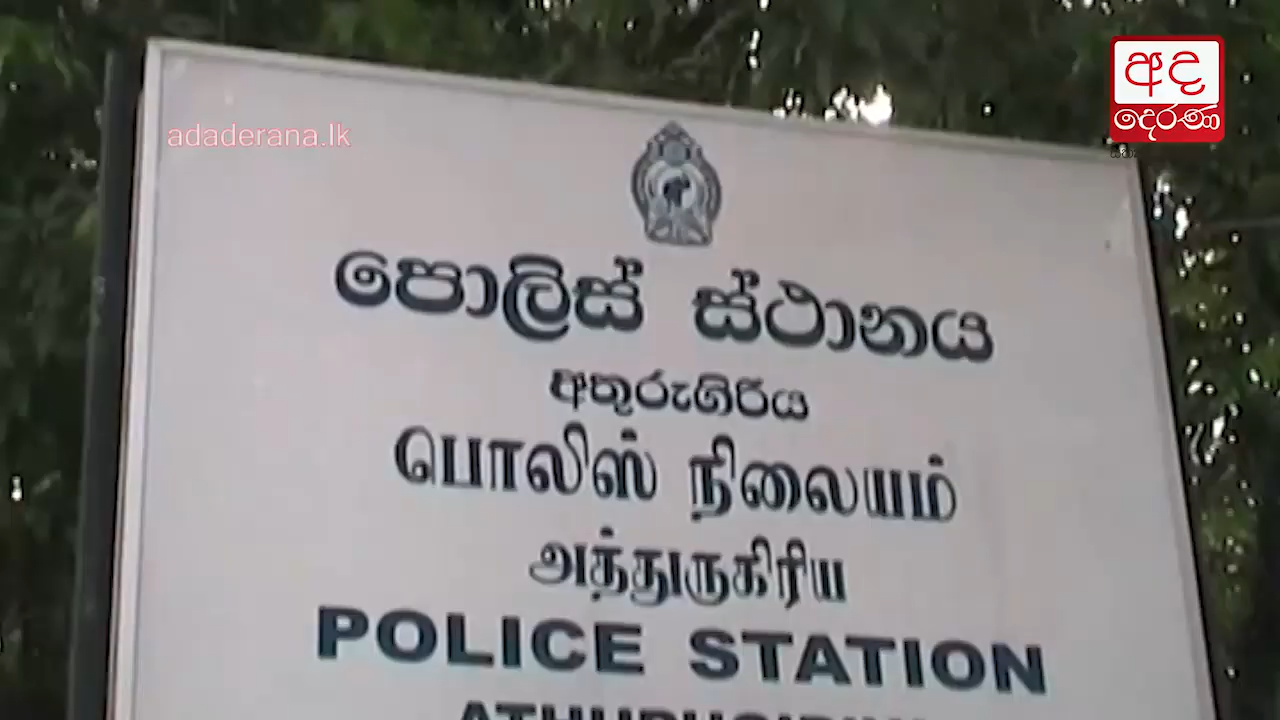 adaderana.lk
අද
දෙරණ
පොලිස් ස්ථානය
අතුරුගිරිය
பொலிஸ் நிலையம்
அத்துருகிரிய
POLICE STATION